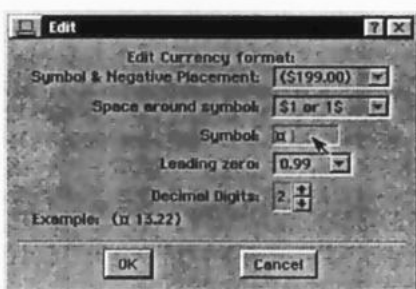 Edit
Edit Currency format:
Symbol & Negative Placement: ($199.00)
Space around symbol: $1 or 1$
Symbol: ¤
Leading zero: 0.99
Decimal Digits: 2
Example: (¤ 13.22)
OK Cancel